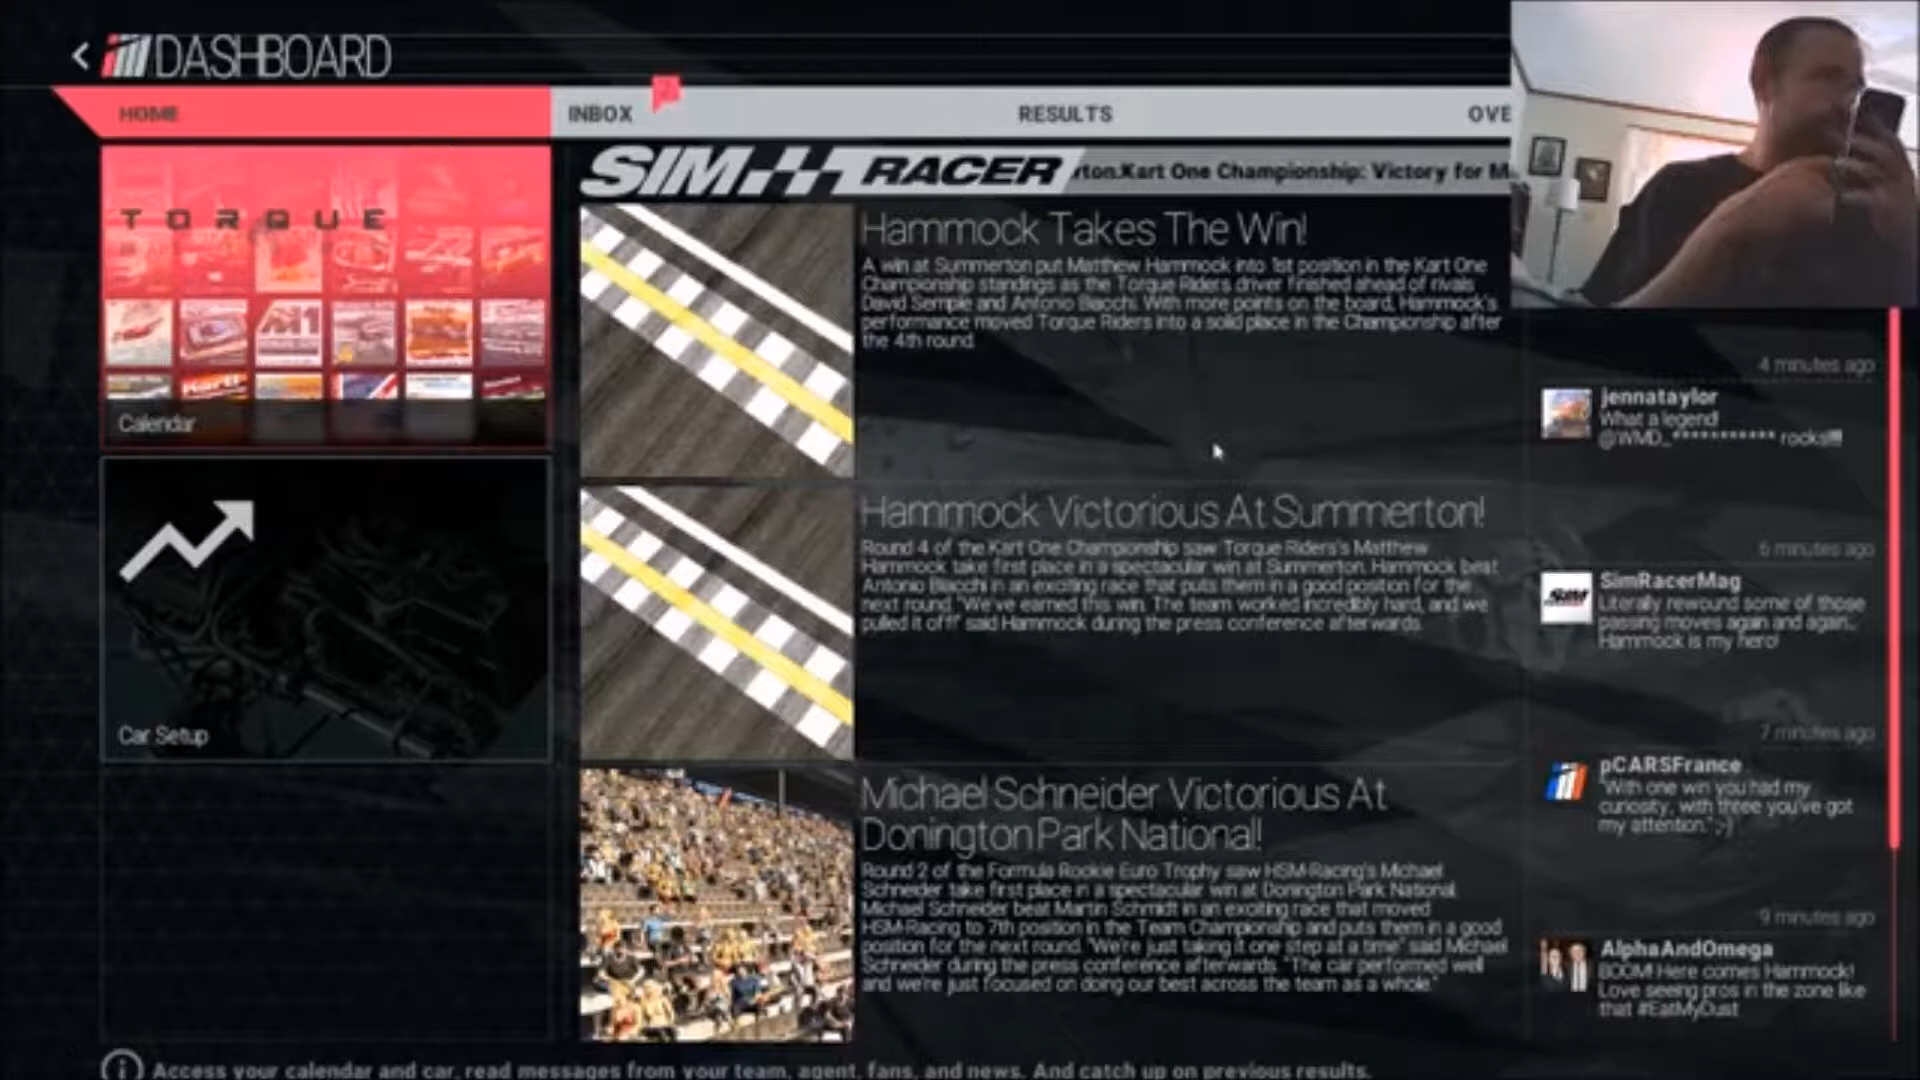 DASHBOARD
HOME
INBOX
RESULTS
OVE
SIM RACER
rton.Kart One Championship: Victory for M
TORQUE
Calendar
Car Setup
Hammock Takes The Win!
A win at Summerton put Matthew Hammock into 1st position in the Kart One
Championship standings as the Torque Riders driver finished ahead of rivals
David Semple and Antonio Biacchi. With more points on the board, Hammock's
performance moved Torque Riders into a solid place in the Championship after
the 4th round.
Hammock Victorious At Summerton!
Round 4 of the Kart One Championship saw Torque Riders's Matthew
Hammock take first place in a spectacular win at Summerton. Hammock beat
Antonio Biacchi in an exciting race that puts them in a good position for the
next round. "We've earned this win. The team worked incredibly hard, and we
pulled it off!" said Hammock during the press conference afterwards.
Michael Schneider Victorious At
Donington Park National!
Round 2 of the Formula Rookie Euro Trophy saw HSM-Racing's Michael
Schneider take first place in a spectacular win at Donington Park National.
Michael Schneider beat Martin Schmidt in an exciting race that moved
HSM-Racing to 7th position in the Team Championship and puts them in a good
position for the next round. "We're just taking it one step at a time" said Michael
Schneider during the press conference afterwards. "The car performed well
and we're just focused on doing our best across the team as a whole."
4 minutes ago
jennataylor
What a legend
@WMD_*********** rocks!!!!
6 minutes ago
SimRacerMag
Literally rewound some of those
passing moves again and again...
Hammock is my hero!
7 minutes ago
pCARSFrance
"With one win you had my
curiosity, with three you've got
my attention." ;-)
9 minutes ago
AlphaAndOmega
BOOM! Here comes Hammock!
Love seeing pros in the zone like
that #EatMyDust
Access your calendar and car, read messages from your team, agent, fans, and news. And catch up on previous results.